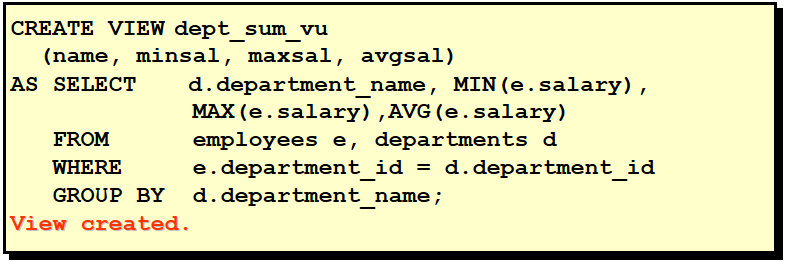 CREATE VIEW dept_sum_vu
(name, minsal, maxsal, avgsal)
AS SELECT d.department_name, MIN(e.salary),
MAX(e.salary),AVG(e.salary)
FROM employees e, departments d
WHERE e.department_id = d.department_id
GROUP BY d.department_name;
View created.